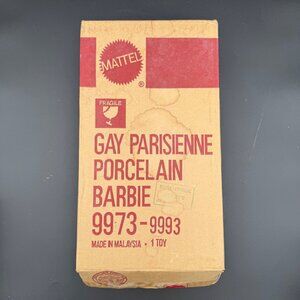 MATTEL
®
FRAGILE
GAY PARISIENNE
PORCELAIN
BARBIE
9973-9993
MADE IN MALAYSIA • 1 TOY